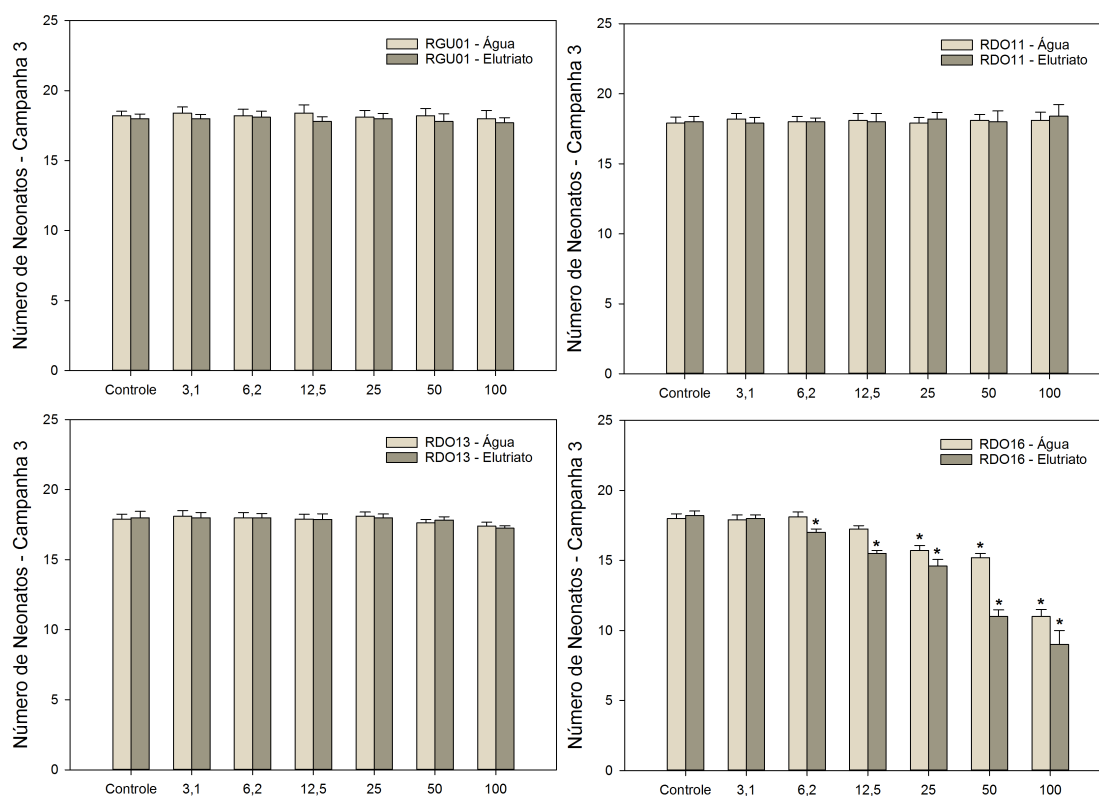 Número de Neonatos - Campanha 3
25
20
15
10
5
0
RGU01 - Água
RGU01 - Elutriato
Controle 3,1 6,2 12,5 25 50 100
Número de Neonatos - Campanha 3
25
20
15
10
5
0
RDO11 - Água
RDO11 - Elutriato
Controle 3,1 6,2 12,5 25 50 100
Número de Neonatos - Campanha 3
25
20
15
10
5
0
RDO13 - Água
RDO13 - Elutriato
Controle 3,1 6,2 12,5 25 50 100
Número de Neonatos - Campanha 3
25
20
15
10
5
0
RDO16 - Água
RDO16 - Elutriato
* * * * * * * *
Controle 3,1 6,2 12,5 25 50 100